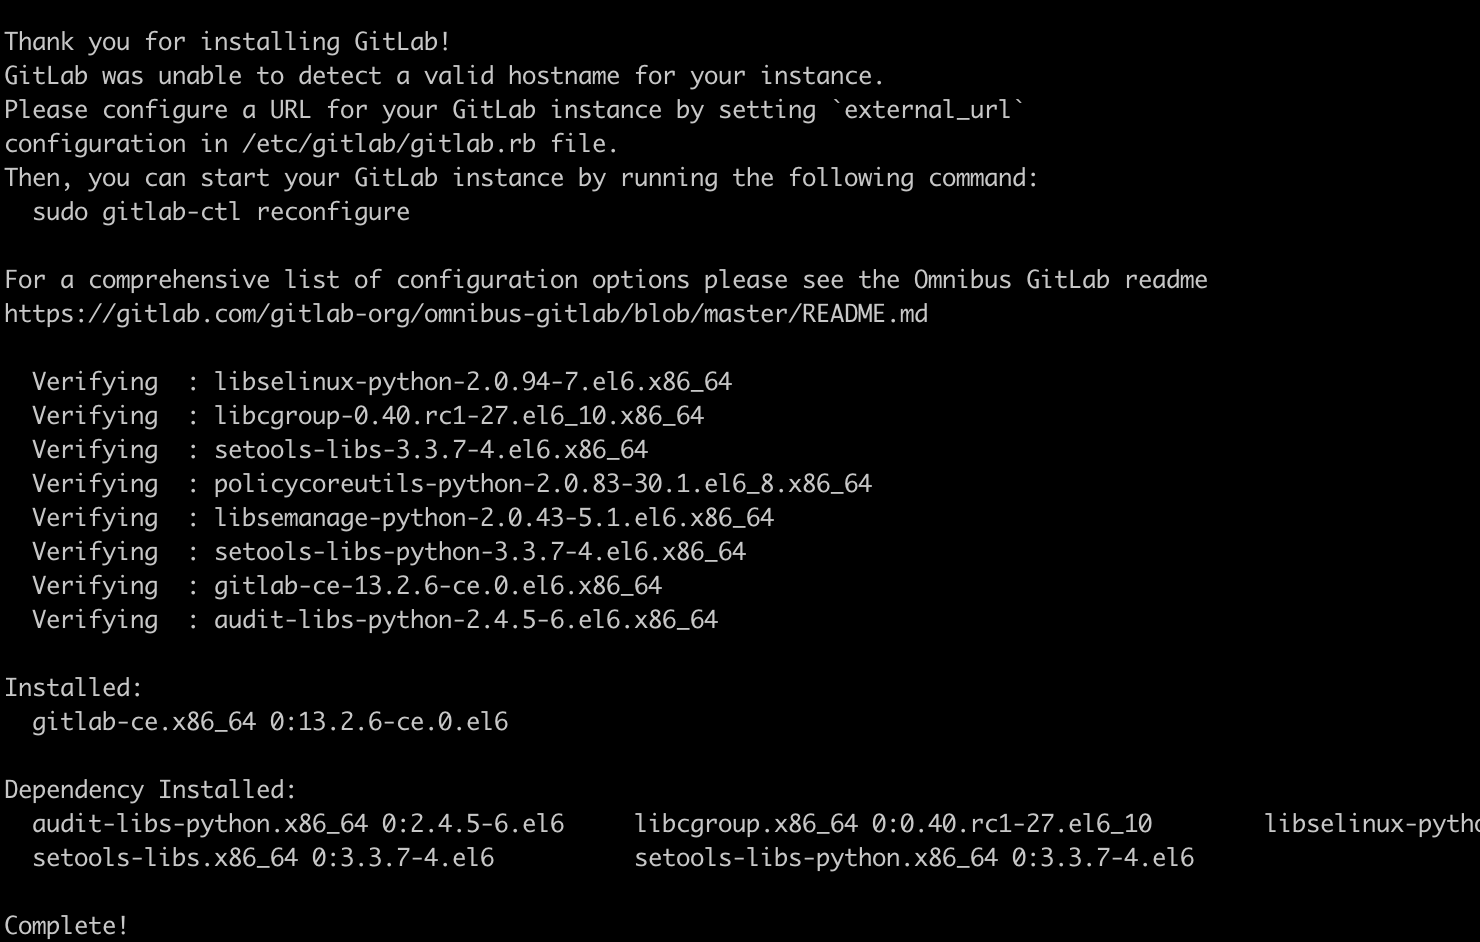 Thank you for installing GitLab!
GitLab was unable to detect a valid hostname for your instance.
Please configure a URL for your GitLab instance by setting `external_url`
configuration in /etc/gitlab/gitlab.rb file.
Then, you can start your GitLab instance by running the following command:
  sudo gitlab-ctl reconfigure

For a comprehensive list of configuration options please see the Omnibus GitLab readme
https://gitlab.com/gitlab-org/omnibus-gitlab/blob/master/README.md

  Verifying  : libselinux-python-2.0.94-7.el6.x86_64
  Verifying  : libcgroup-0.40.rc1-27.el6_10.x86_64
  Verifying  : setools-libs-3.3.7-4.el6.x86_64
  Verifying  : policycoreutils-python-2.0.83-30.1.el6_8.x86_64
  Verifying  : libsemanage-python-2.0.43-5.1.el6.x86_64
  Verifying  : setools-libs-python-3.3.7-4.el6.x86_64
  Verifying  : gitlab-ce-13.2.6-ce.0.el6.x86_64
  Verifying  : audit-libs-python-2.4.5-6.el6.x86_64

Installed:
  gitlab-ce.x86_64 0:13.2.6-ce.0.el6

Dependency Installed:
  audit-libs-python.x86_64 0:2.4.5-6.el6     libcgroup.x86_64 0:0.40.rc1-27.el6_10        libselinux-pytho
  setools-libs.x86_64 0:3.3.7-4.el6          setools-libs-python.x86_64 0:3.3.7-4.el6

Complete!